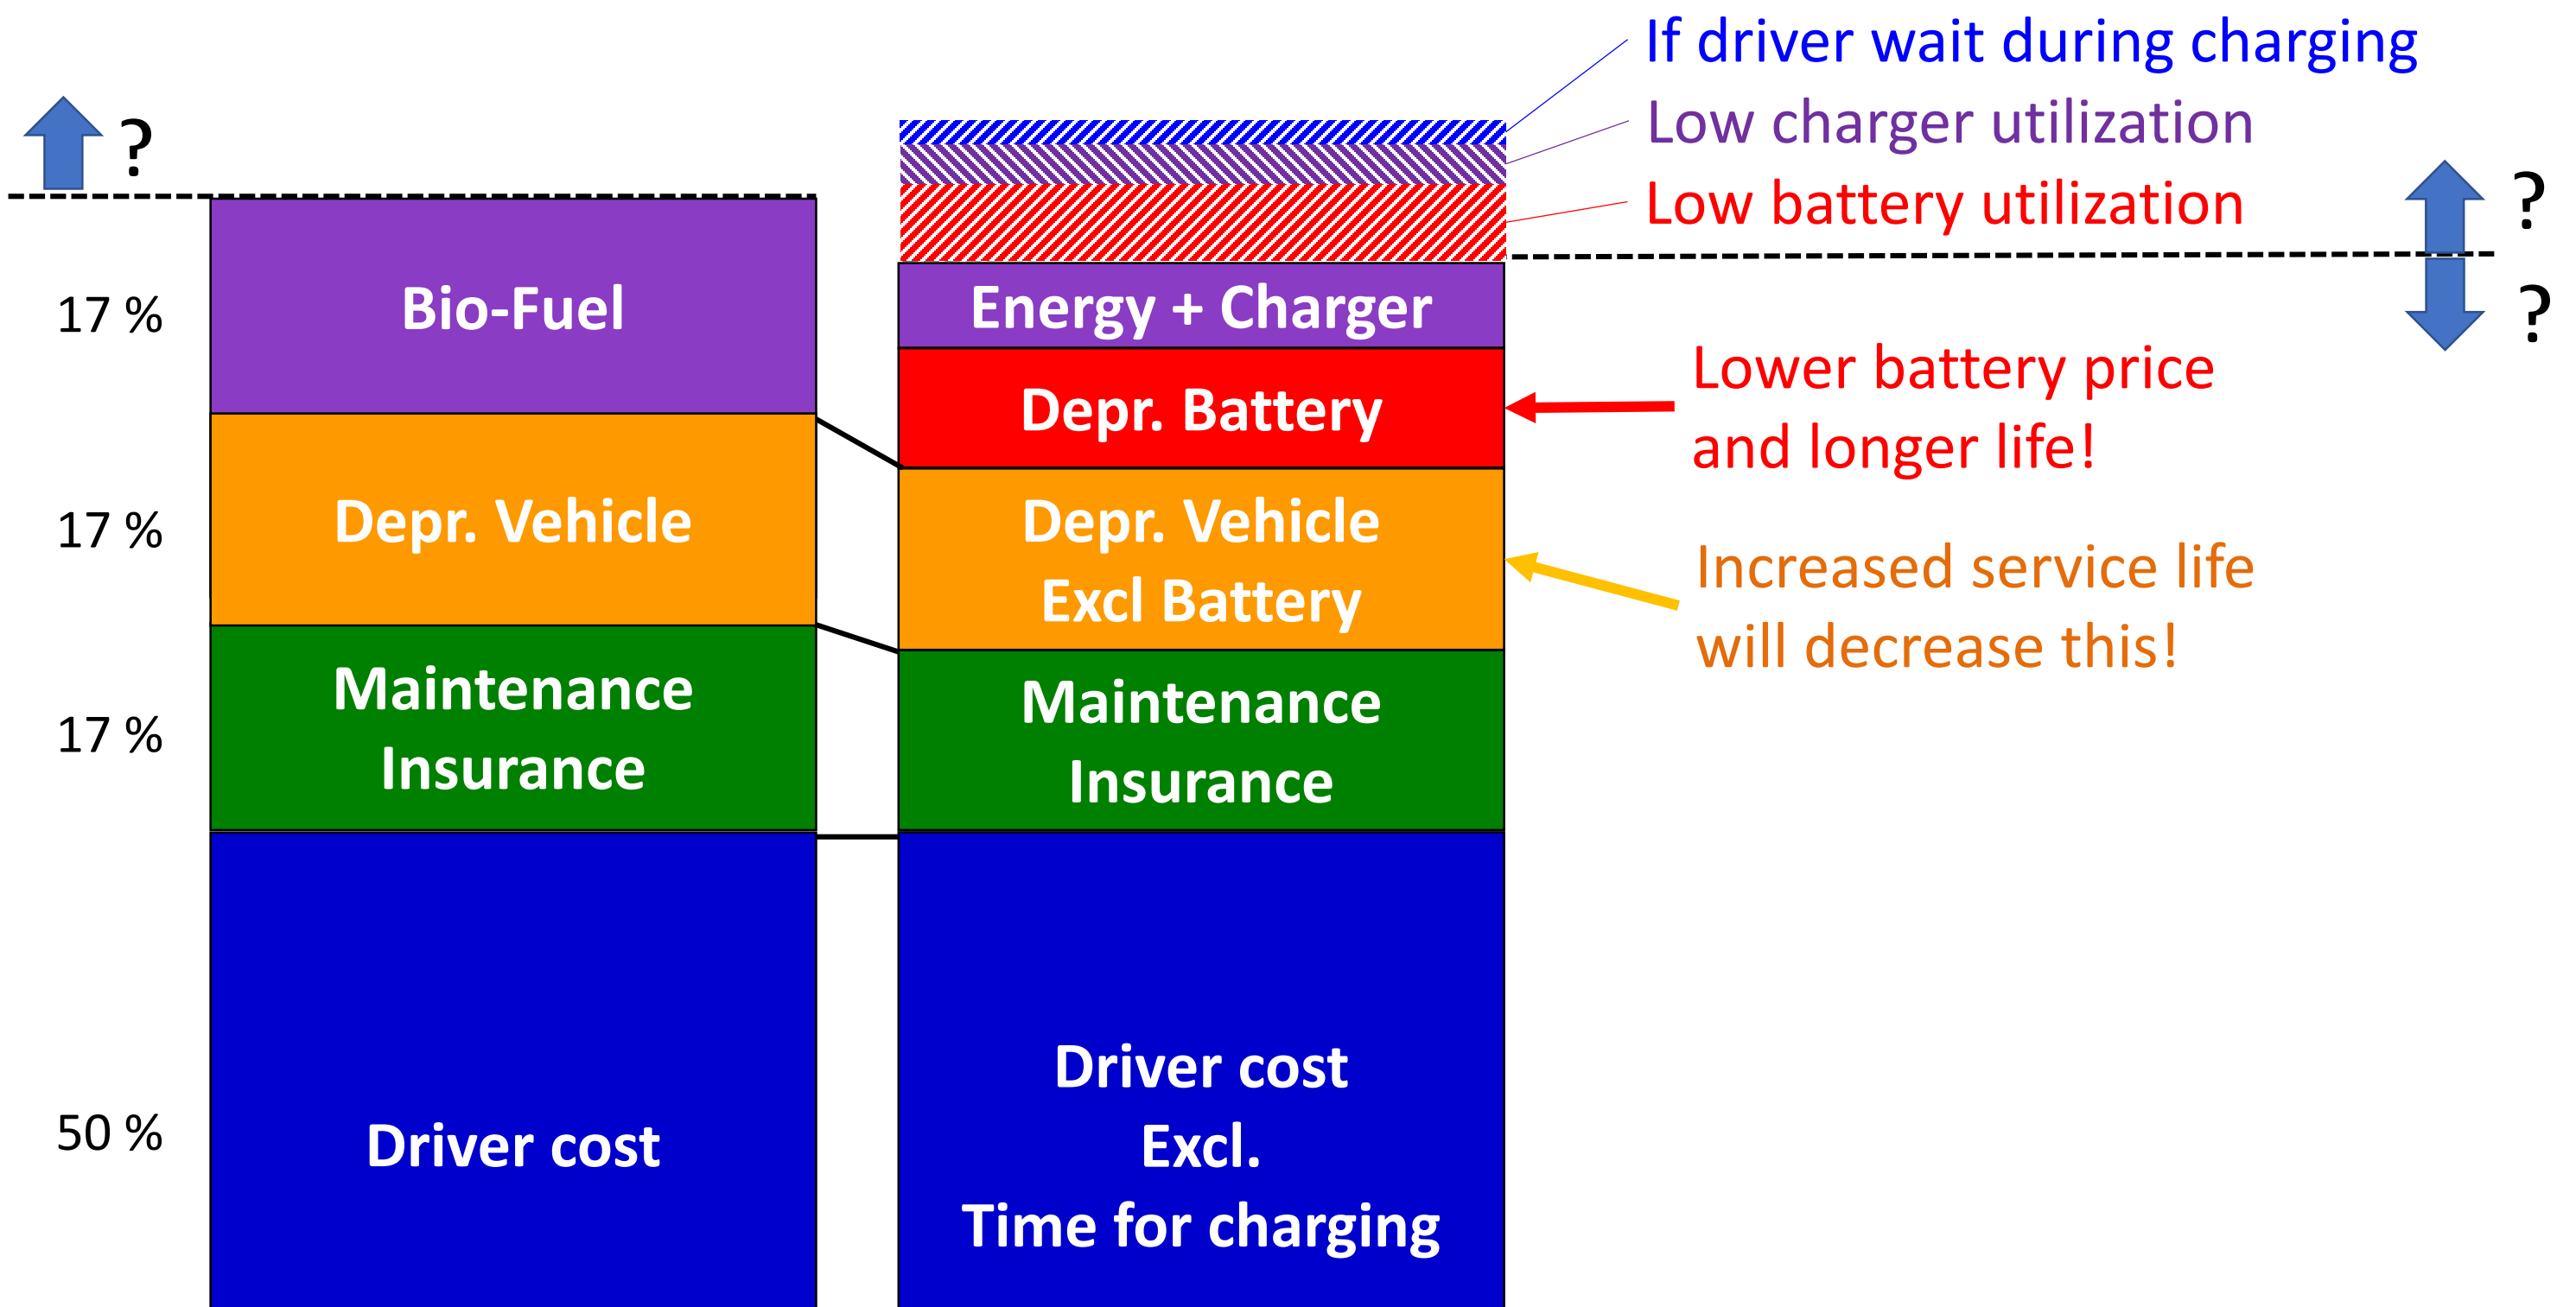 ?
17 %
17 %
17 %
50 %
Bio-Fuel
Depr. Vehicle
Maintenance
Insurance
Driver cost
Energy + Charger
Depr. Battery
Depr. Vehicle
Excl Battery
Maintenance
Insurance
Driver cost
Excl.
Time for charging
If driver wait during charging
Low charger utilization
Low battery utilization
?
?
Lower battery price
and longer life!
Increased service life
will decrease this!